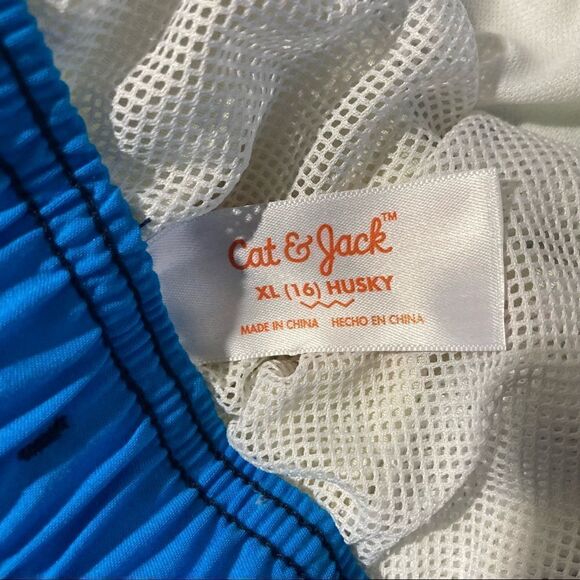 Cat & Jack™
XL (16) HUSKY
MADE IN CHINA HECHO EN CHINA